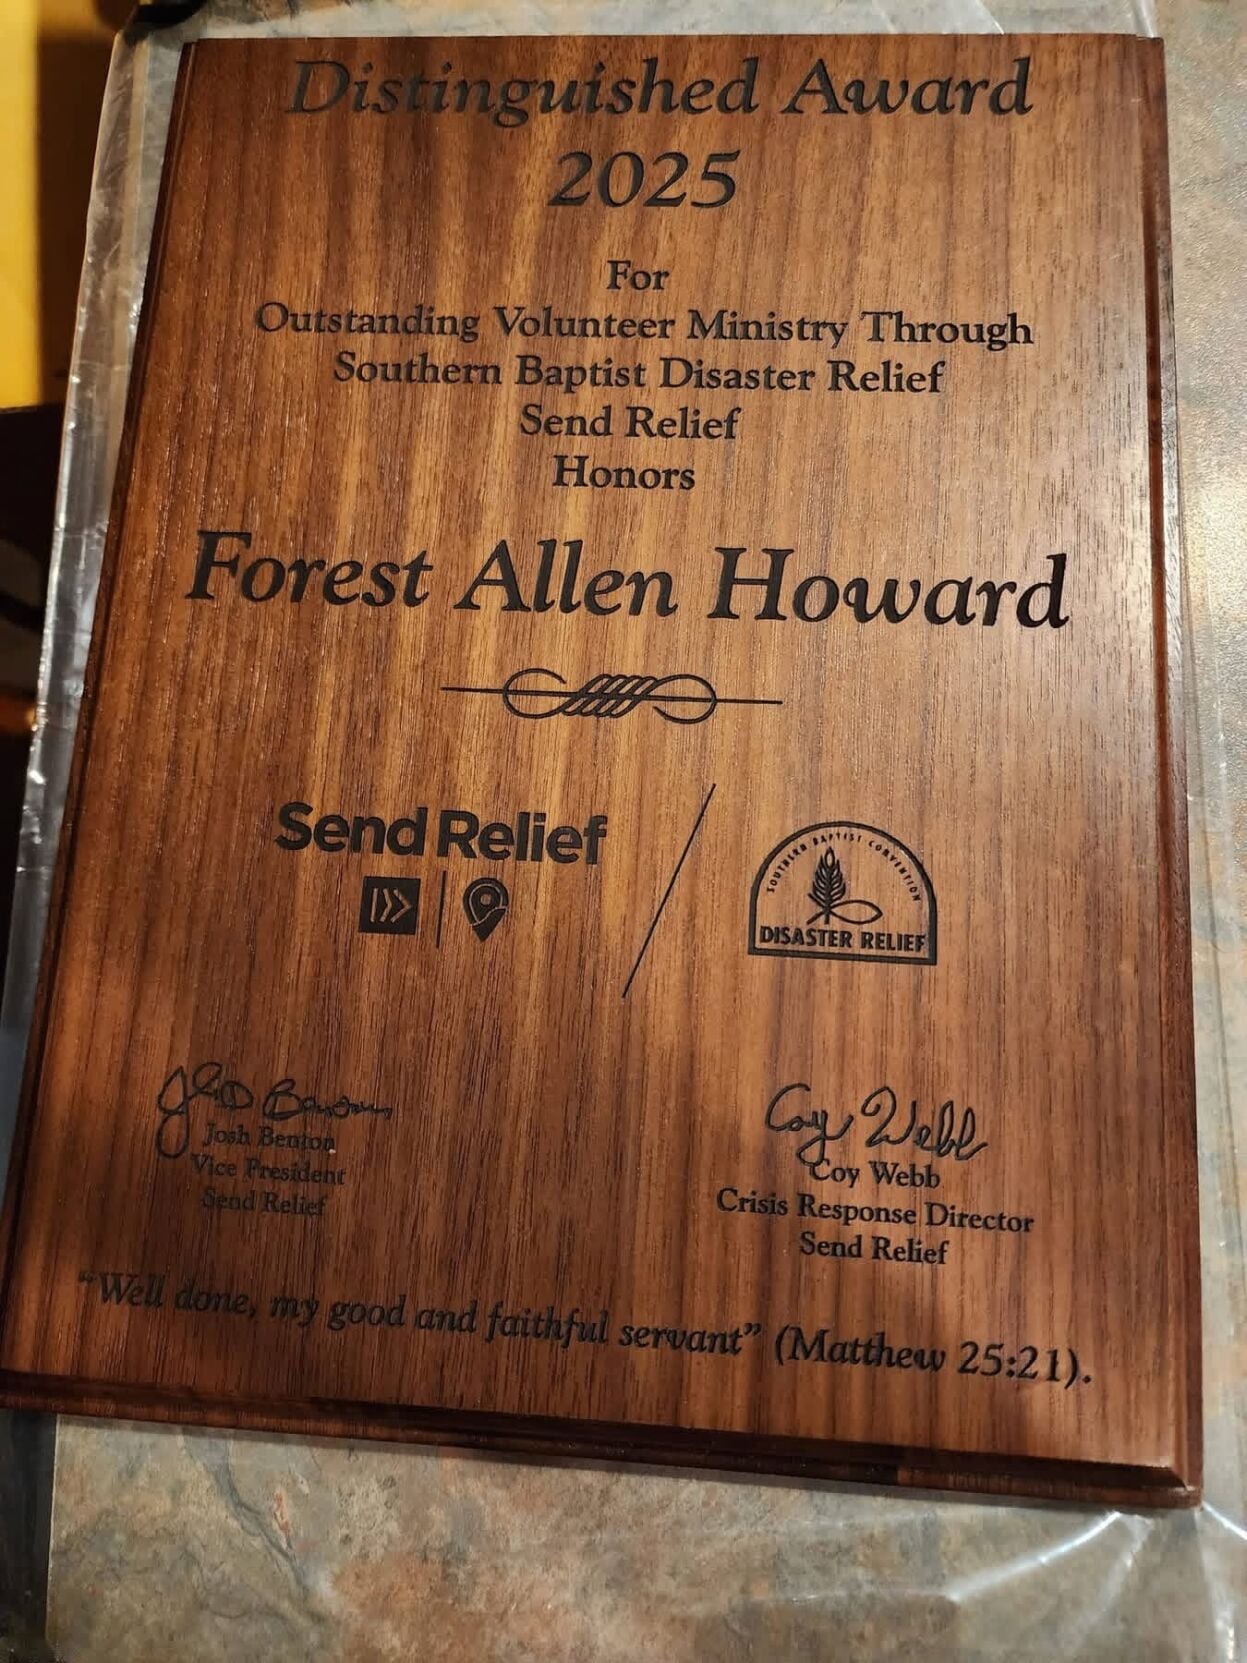 Distinguished Award
2025
For
Outstanding Volunteer Ministry Through
Southern Baptist Disaster Relief
Send Relief
Honors
Forest Allen Howard
Send Relief
SOUTHERN BAPTIST CONVENTION
DISASTER RELIEF
Josh Benton
Vice President
Send Relief
Coy Webb
Coy Webb
Crisis Response Director
Send Relief
“Well done, my good and faithful servant” (Matthew 25:21).